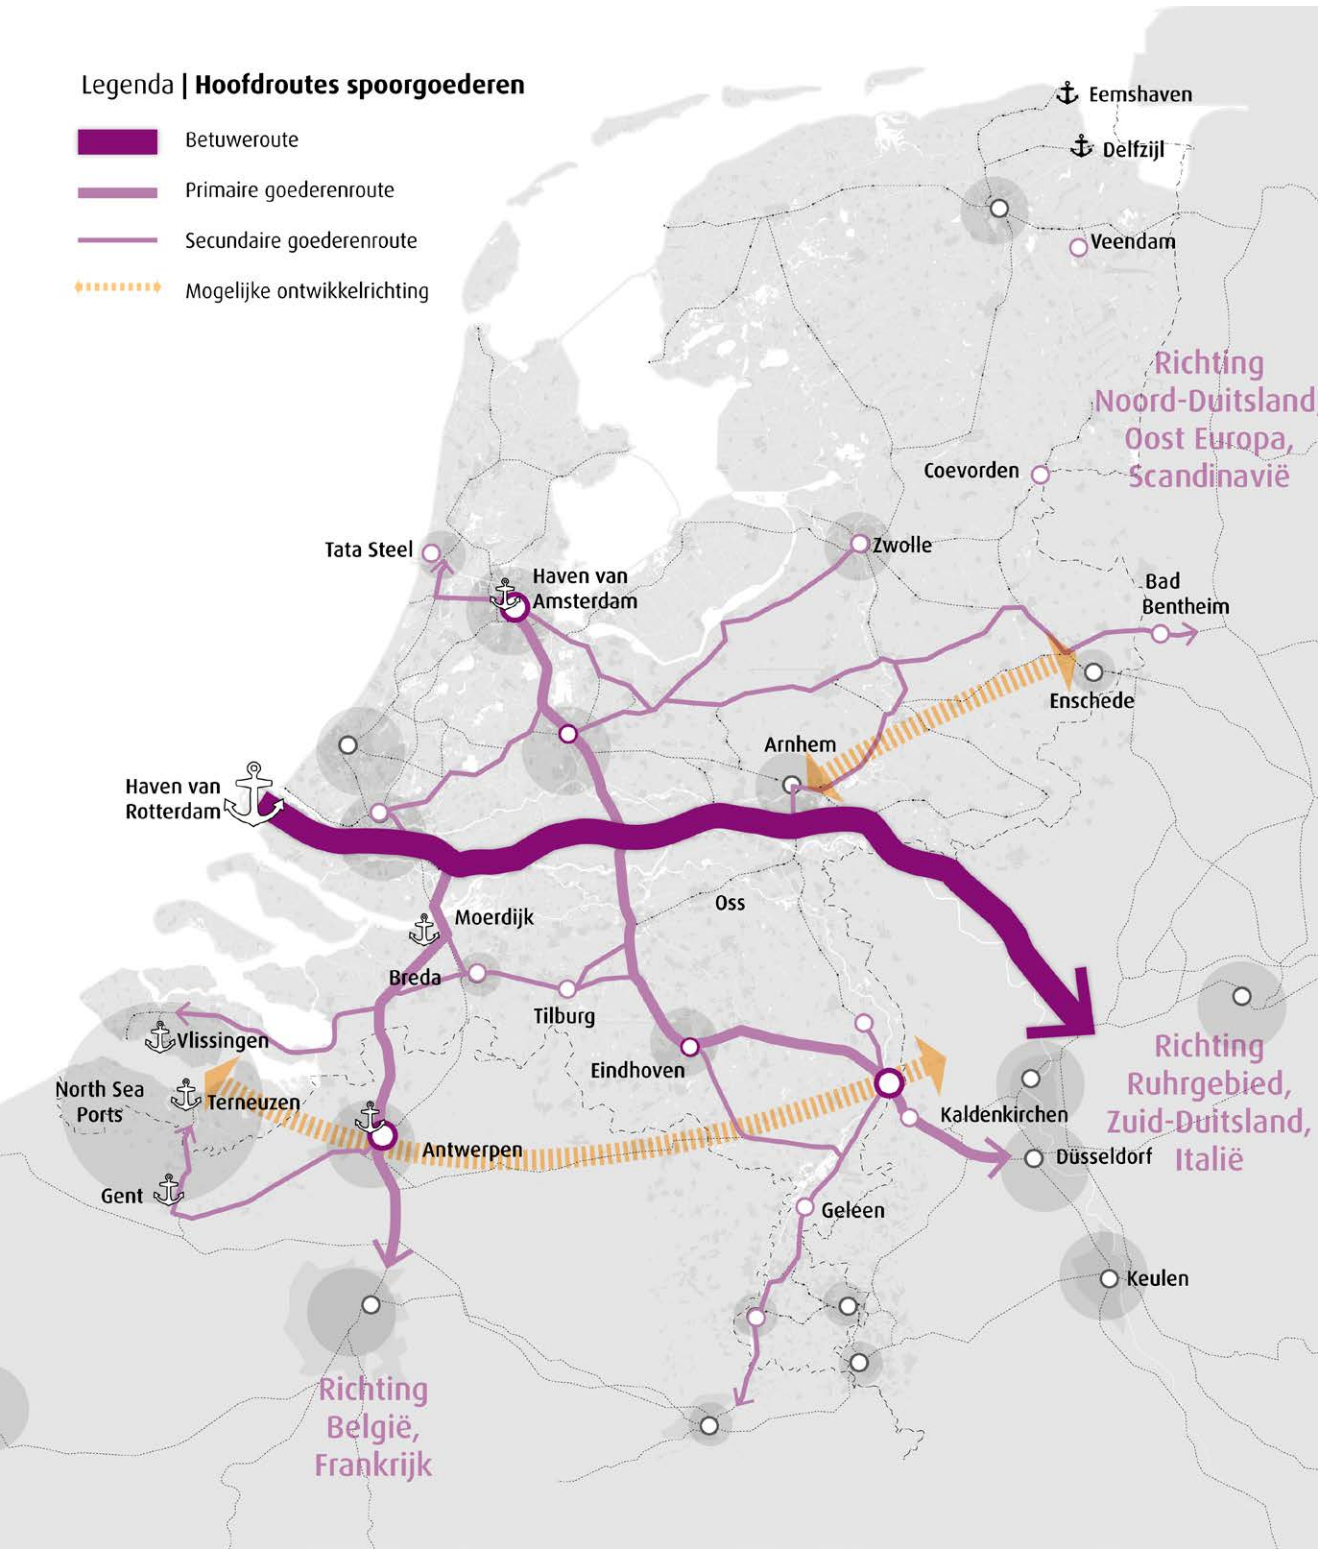 Legenda | Hoofdroutes spoorgoederen
Betuweroute
Primaire goederenroute
Secundaire goederenroute
Mogelijke ontwikkelrichting
Eemshaven
Delfzijl
Veendam
Richting
Noord-Duitsland,
Oost Europa,
Scandinavië
Coevorden
Tata Steel
Zwolle
Haven van
Amsterdam
Bad
Bentheim
Enschede
Arnhem
Haven van
Rotterdam
Oss
Moerdijk
Breda
Tilburg
Vlissingen
Eindhoven
North Sea
Ports
Terneuzen
Richting
Ruhrgebied,
Zuid-Duitsland,
Italië
Kaldenkirchen
Antwerpen
Düsseldorf
Gent
Geleen
Keulen
Richting
België,
Frankrijk